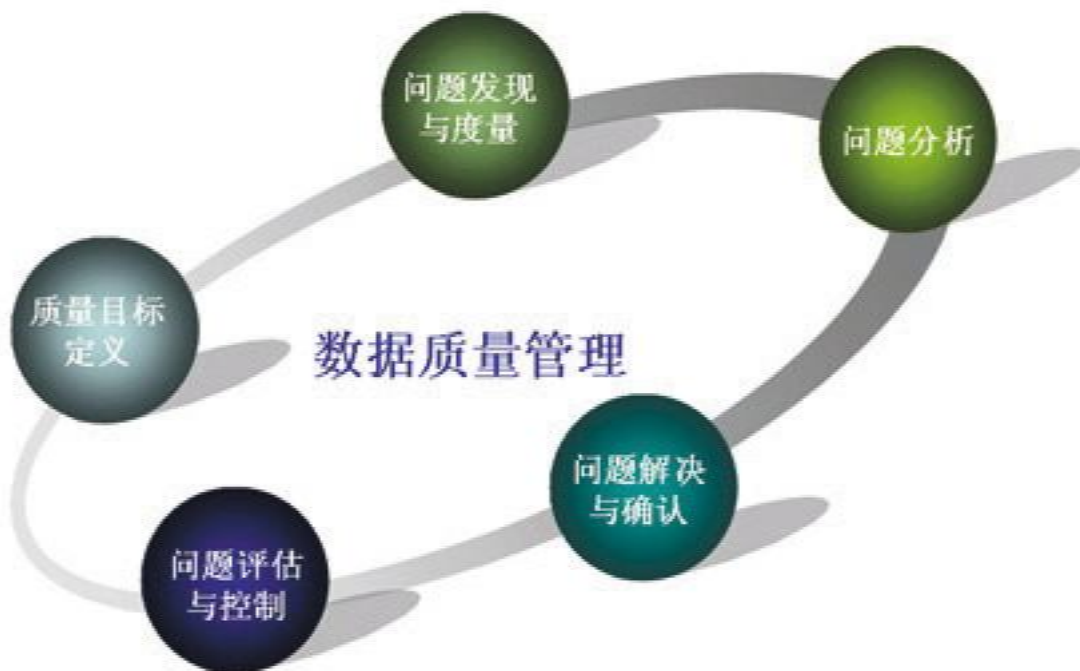 问题发现
与度量
问题分析
质量目标
定义
数据质量管理
问题解决
与确认
问题评估
与控制